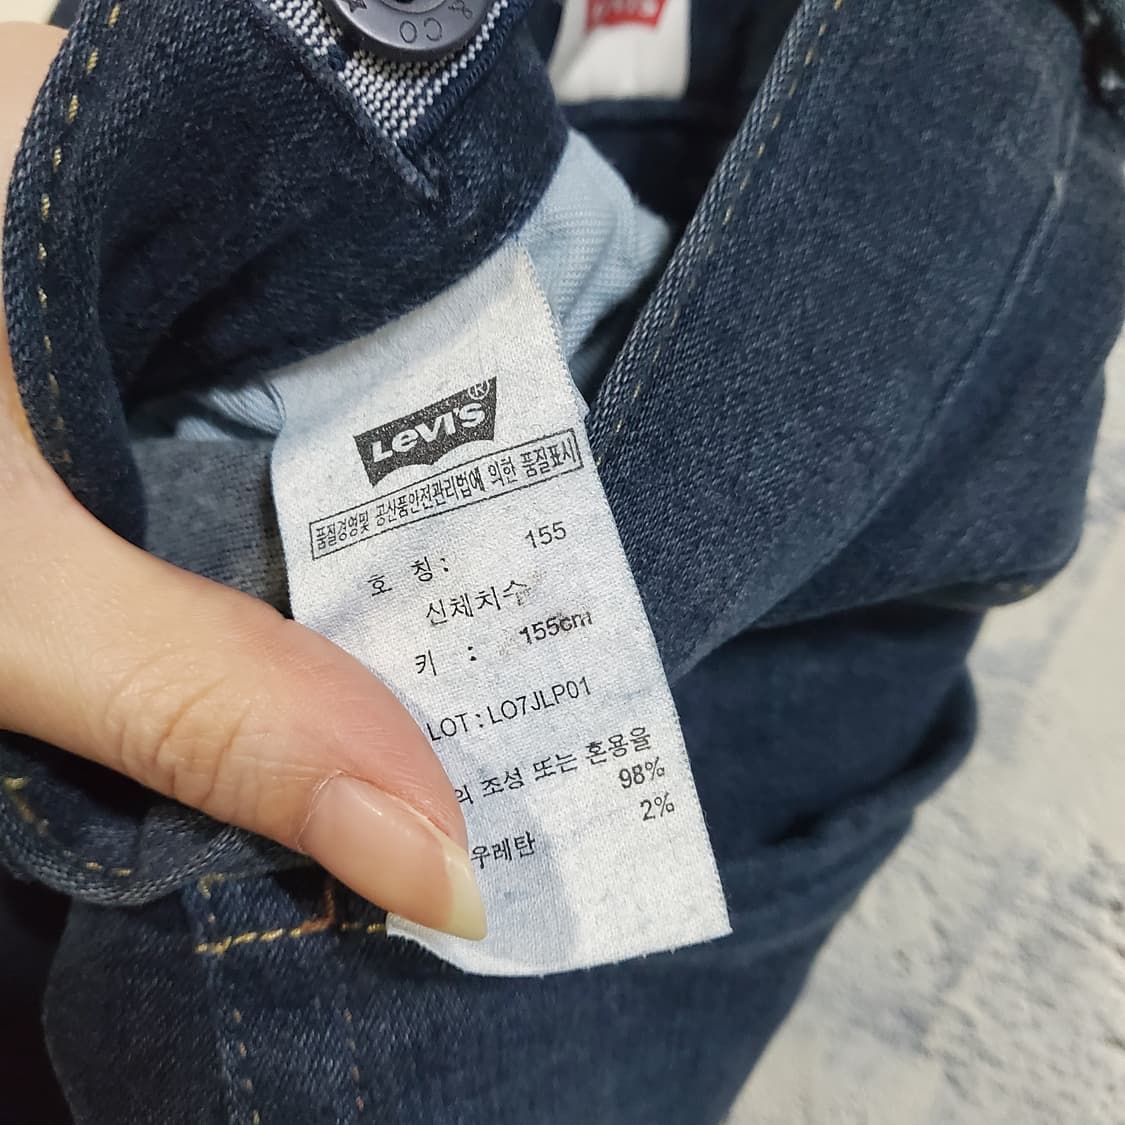 & CO
Levi's
LEVI'S®
품질경영및 공산품안전관리법에 의한 품질표시
호 칭: 155
신체치수
키 : 155cm
LOT : LO7JLP01
의 조성 또는 혼용율
98%
2%
우레탄